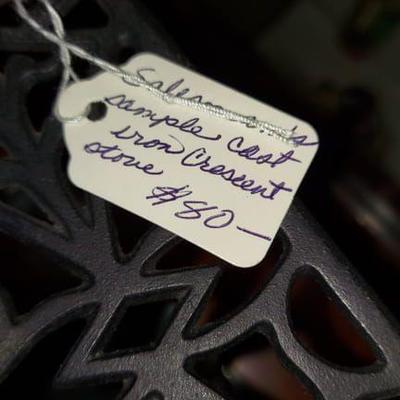 Salesman's
sample cast
iron Crescent
stove
$80—